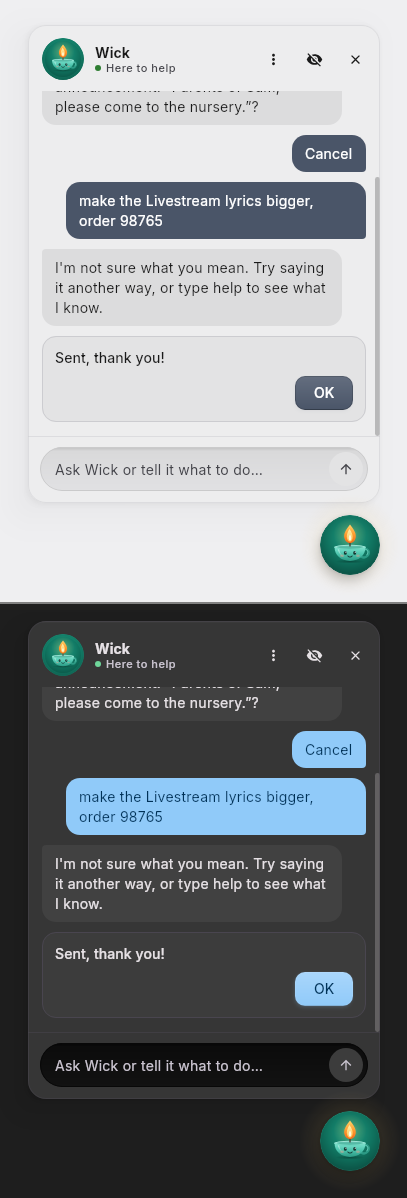 Wick
Here to help
please come to the nursery.”?
Cancel
make the Livestream lyrics bigger,
order 98765
I'm not sure what you mean. Try saying
it another way, or type help to see what
I know.
Sent, thank you!
OK
Ask Wick or tell it what to do...
Wick
Here to help
please come to the nursery.”?
Cancel
make the Livestream lyrics bigger,
order 98765
I'm not sure what you mean. Try saying
it another way, or type help to see what
I know.
Sent, thank you!
OK
Ask Wick or tell it what to do...